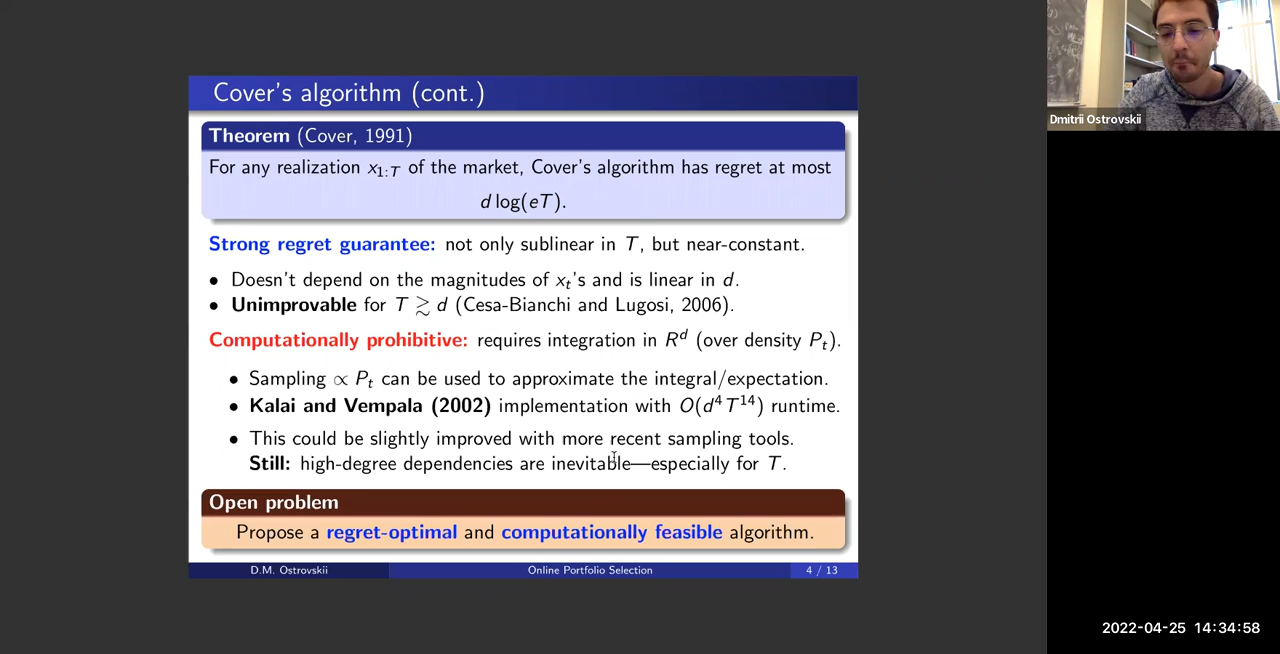 Cover's algorithm (cont.)
Theorem (Cover, 1991)
For any realization x₁:T of the market, Cover's algorithm has regret at most
d log(eT).
Strong regret guarantee: not only sublinear in T, but near-constant.
• Doesn't depend on the magnitudes of xₜ's and is linear in d.
• Unimprovable for T ≳ d (Cesa-Bianchi and Lugosi, 2006).
Computationally prohibitive: requires integration in Rᵈ (over density Pₜ).
• Sampling ∝ Pₜ can be used to approximate the integral/expectation.
• Kalai and Vempala (2002) implementation with O(d⁴T¹⁴) runtime.
• This could be slightly improved with more recent sampling tools.
Still: high-degree dependencies are inevitable—especially for T.
Open problem
Propose a regret-optimal and computationally feasible algorithm.
D.M. Ostrovskii Online Portfolio Selection 4 / 13
Dmitrii Ostrovskii
2022-04-25 14:34:58